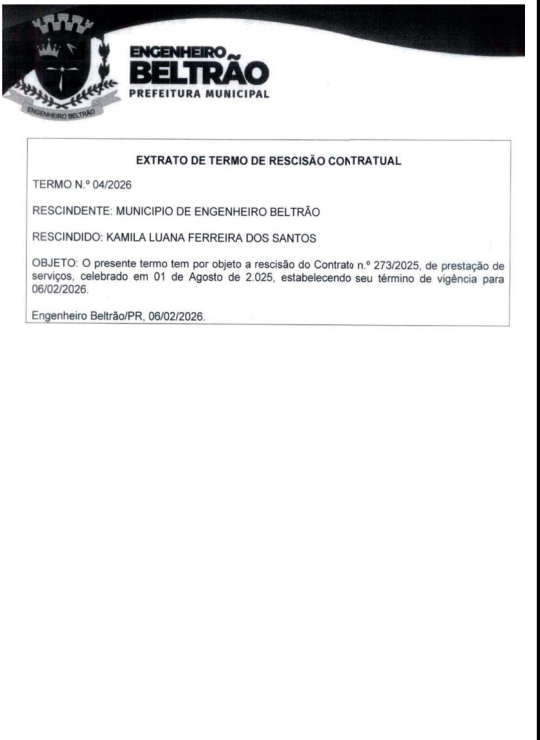 ENGENHEIRO
BELTRÃO
PREFEITURA MUNICIPAL
ENGENHEIRO BELTRÃO
EXTRATO DE TERMO DE RESCISÃO CONTRATUAL
TERMO N.º 04/2026
RESCINDENTE: MUNICIPIO DE ENGENHEIRO BELTRÃO
RESCINDIDO: KAMILA LUANA FERREIRA DOS SANTOS
OBJETO: O presente termo tem por objeto a rescisão do Contrato n.º 273/2025, de prestação de
serviços, celebrado em 01 de Agosto de 2.025, estabelecendo seu término de vigência para
06/02/2026.
Engenheiro Beltrão/PR, 06/02/2026.